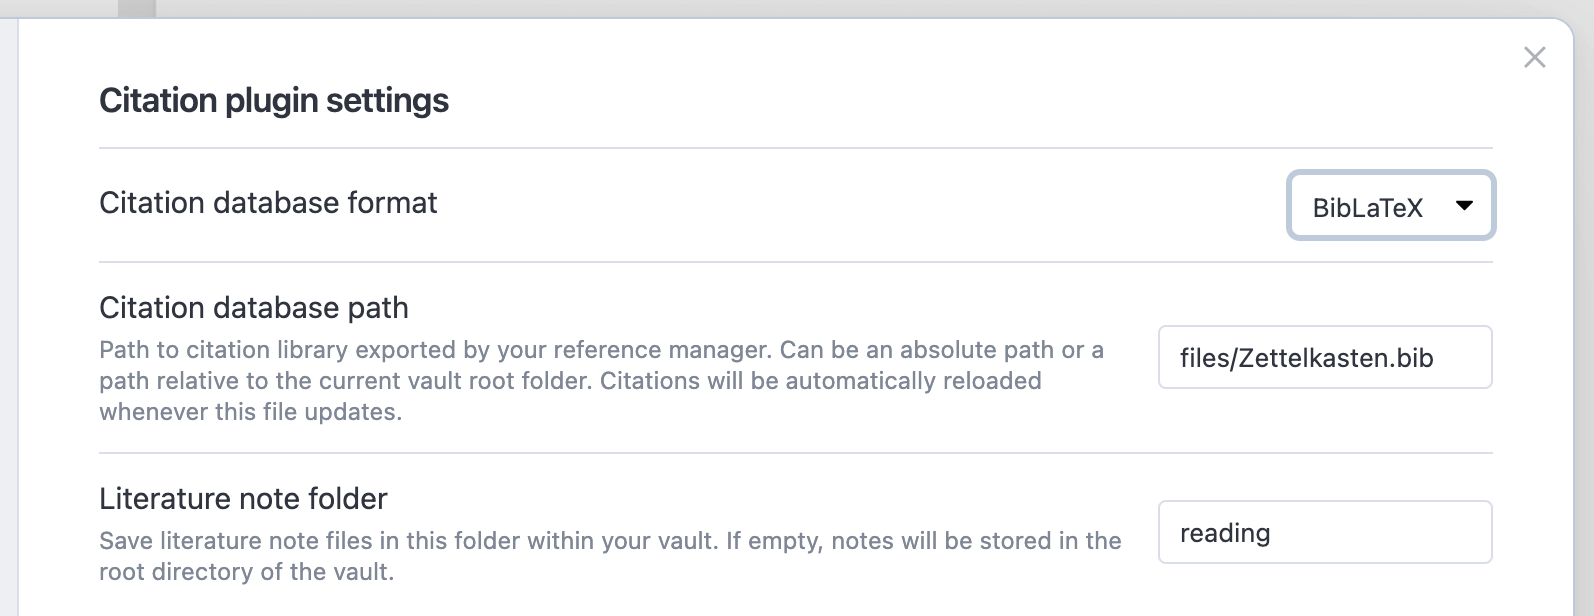 Citation plugin settings
Citation database format
BibLaTeX
Citation database path
Path to citation library exported by your reference manager. Can be an absolute path or a
path relative to the current vault root folder. Citations will be automatically reloaded
whenever this file updates.
files/Zettelkasten.bib
Literature note folder
Save literature note files in this folder within your vault. If empty, notes will be stored in the
root directory of the vault.
reading